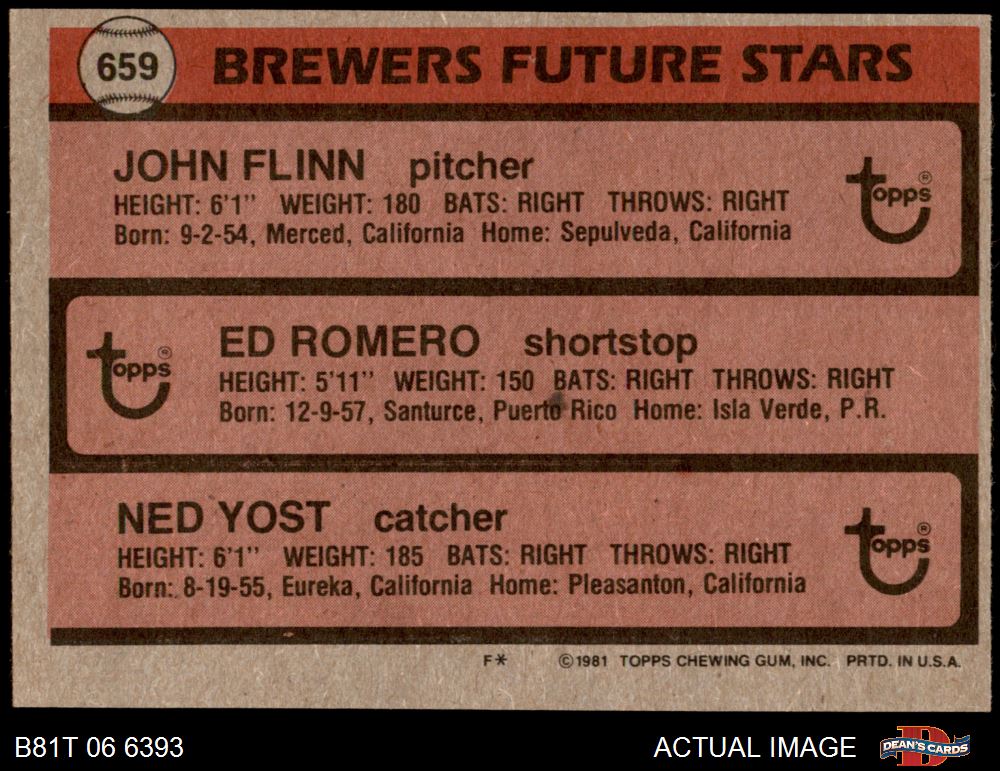 659 BREWERS FUTURE STARS
JOHN FLINN pitcher
HEIGHT: 6'1" WEIGHT: 180 BATS: RIGHT THROWS: RIGHT
Born: 9-2-54, Merced, California Home: Sepulveda, California
topps®
ED ROMERO shortstop
HEIGHT: 5'11" WEIGHT: 150 BATS: RIGHT THROWS: RIGHT
Born: 12-9-57, Santurce, Puerto Rico Home: Isla Verde, P.R.
topps®
NED YOST catcher
HEIGHT: 6'1" WEIGHT: 185 BATS: RIGHT THROWS: RIGHT
Born: 8-19-55, Eureka, California Home: Pleasanton, California
topps®
F* ©1981 TOPPS CHEWING GUM, INC. PRTD. IN U.S.A.
B81T 06 6393 ACTUAL IMAGE DEAN'S CARDS